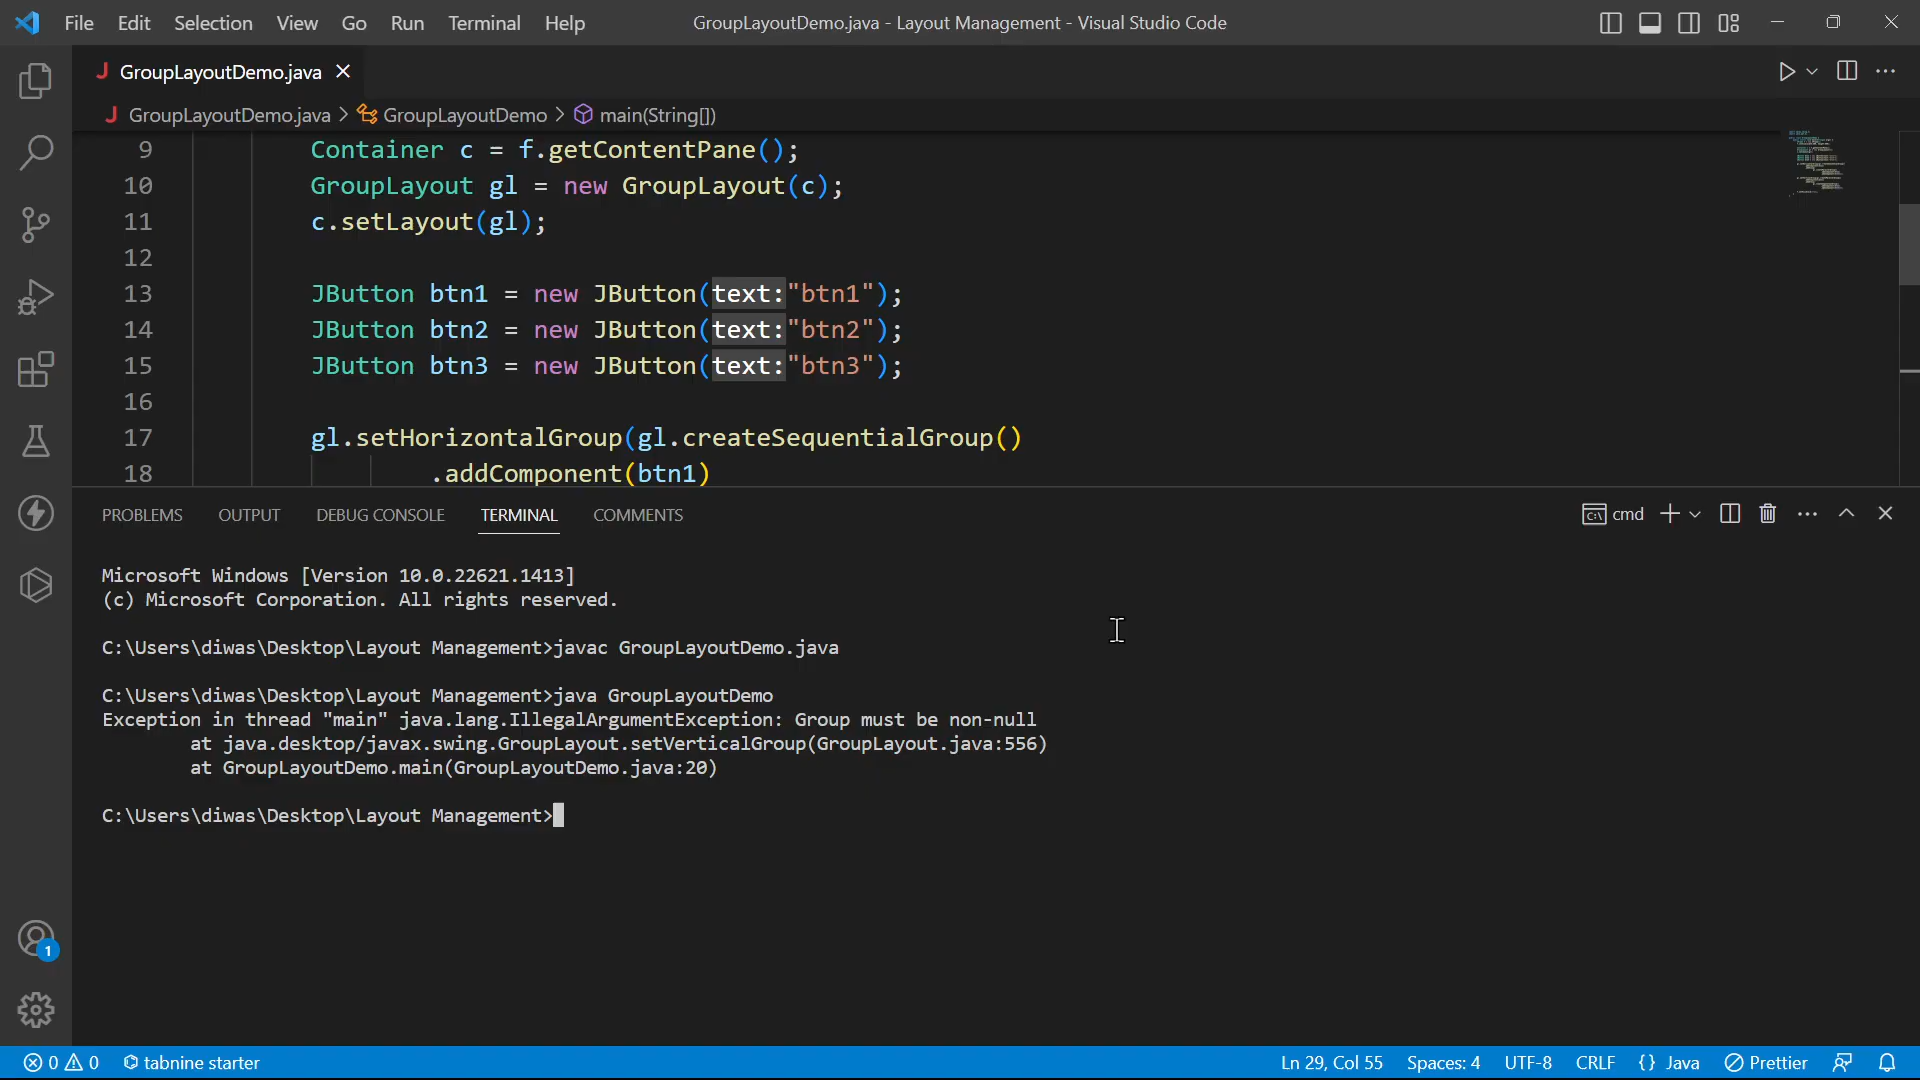 File Edit Selection View Go Run Terminal Help GroupLayoutDemo.java - Layout Management - Visual Studio Code
J GroupLayoutDemo.java
J GroupLayoutDemo.java > GroupLayoutDemo > main(String[])
9 Container c = f.getContentPane();
10 GroupLayout gl = new GroupLayout(c);
11 c.setLayout(gl);
12
13 JButton btn1 = new JButton(text:"btn1");
14 JButton btn2 = new JButton(text:"btn2");
15 JButton btn3 = new JButton(text:"btn3");
16
17 gl.setHorizontalGroup(gl.createSequentialGroup()
18 .addComponent(btn1)
PROBLEMS OUTPUT DEBUG CONSOLE TERMINAL COMMENTS cmd
Microsoft Windows [Version 10.0.22621.1413]
(c) Microsoft Corporation. All rights reserved.
C:\Users\diwas\Desktop\Layout Management>javac GroupLayoutDemo.java
C:\Users\diwas\Desktop\Layout Management>java GroupLayoutDemo
Exception in thread "main" java.lang.IllegalArgumentException: Group must be non-null
at java.desktop/javax.swing.GroupLayout.setVerticalGroup(GroupLayout.java:556)
at GroupLayoutDemo.main(GroupLayoutDemo.java:20)
C:\Users\diwas\Desktop\Layout Management>
1
0 0 tabnine starter Ln 29, Col 55 Spaces: 4 UTF-8 CRLF {} Java Prettier